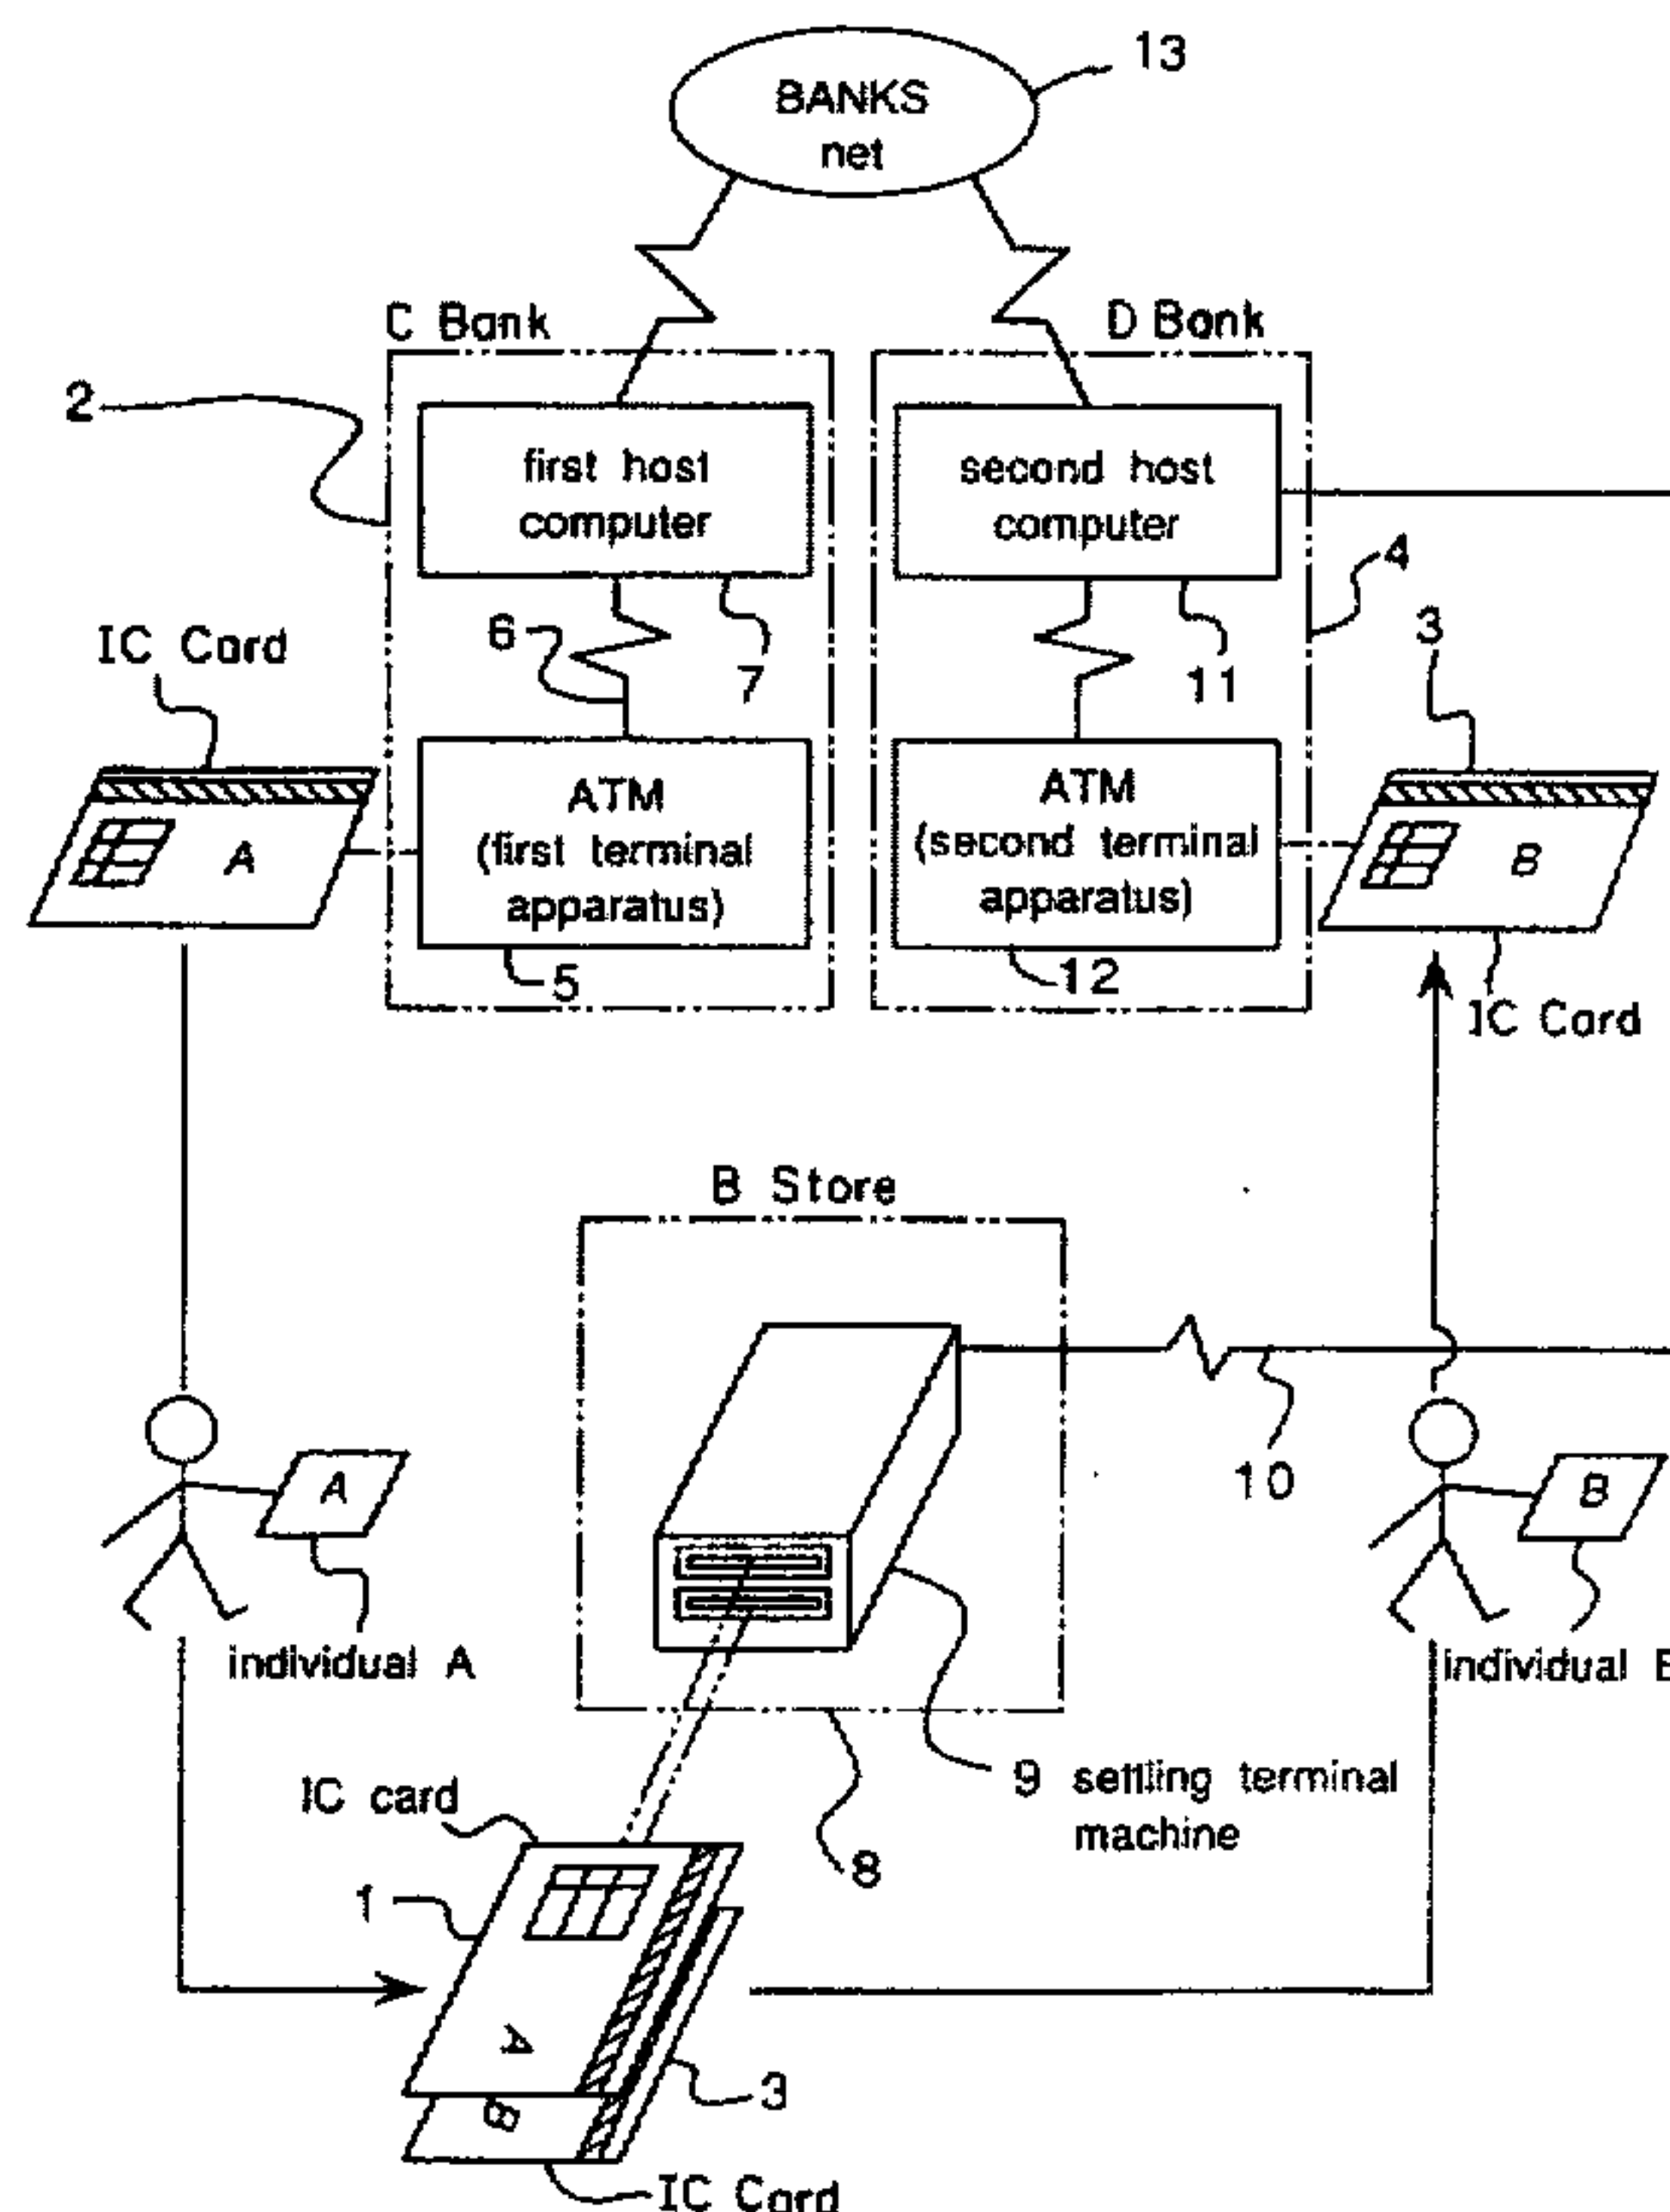 13
BANKS
net
C Bank
D Bank
2
first host
computer
second host
computer
4
6
7
11
3
IC Card
ATM
(first terminal
apparatus)
ATM
(second terminal
apparatus)
A
B
5
12
IC Card
B Store
10
A
B
individual A
individual B
9 settling terminal
machine
IC card
8
1
A
3
B
IC Card